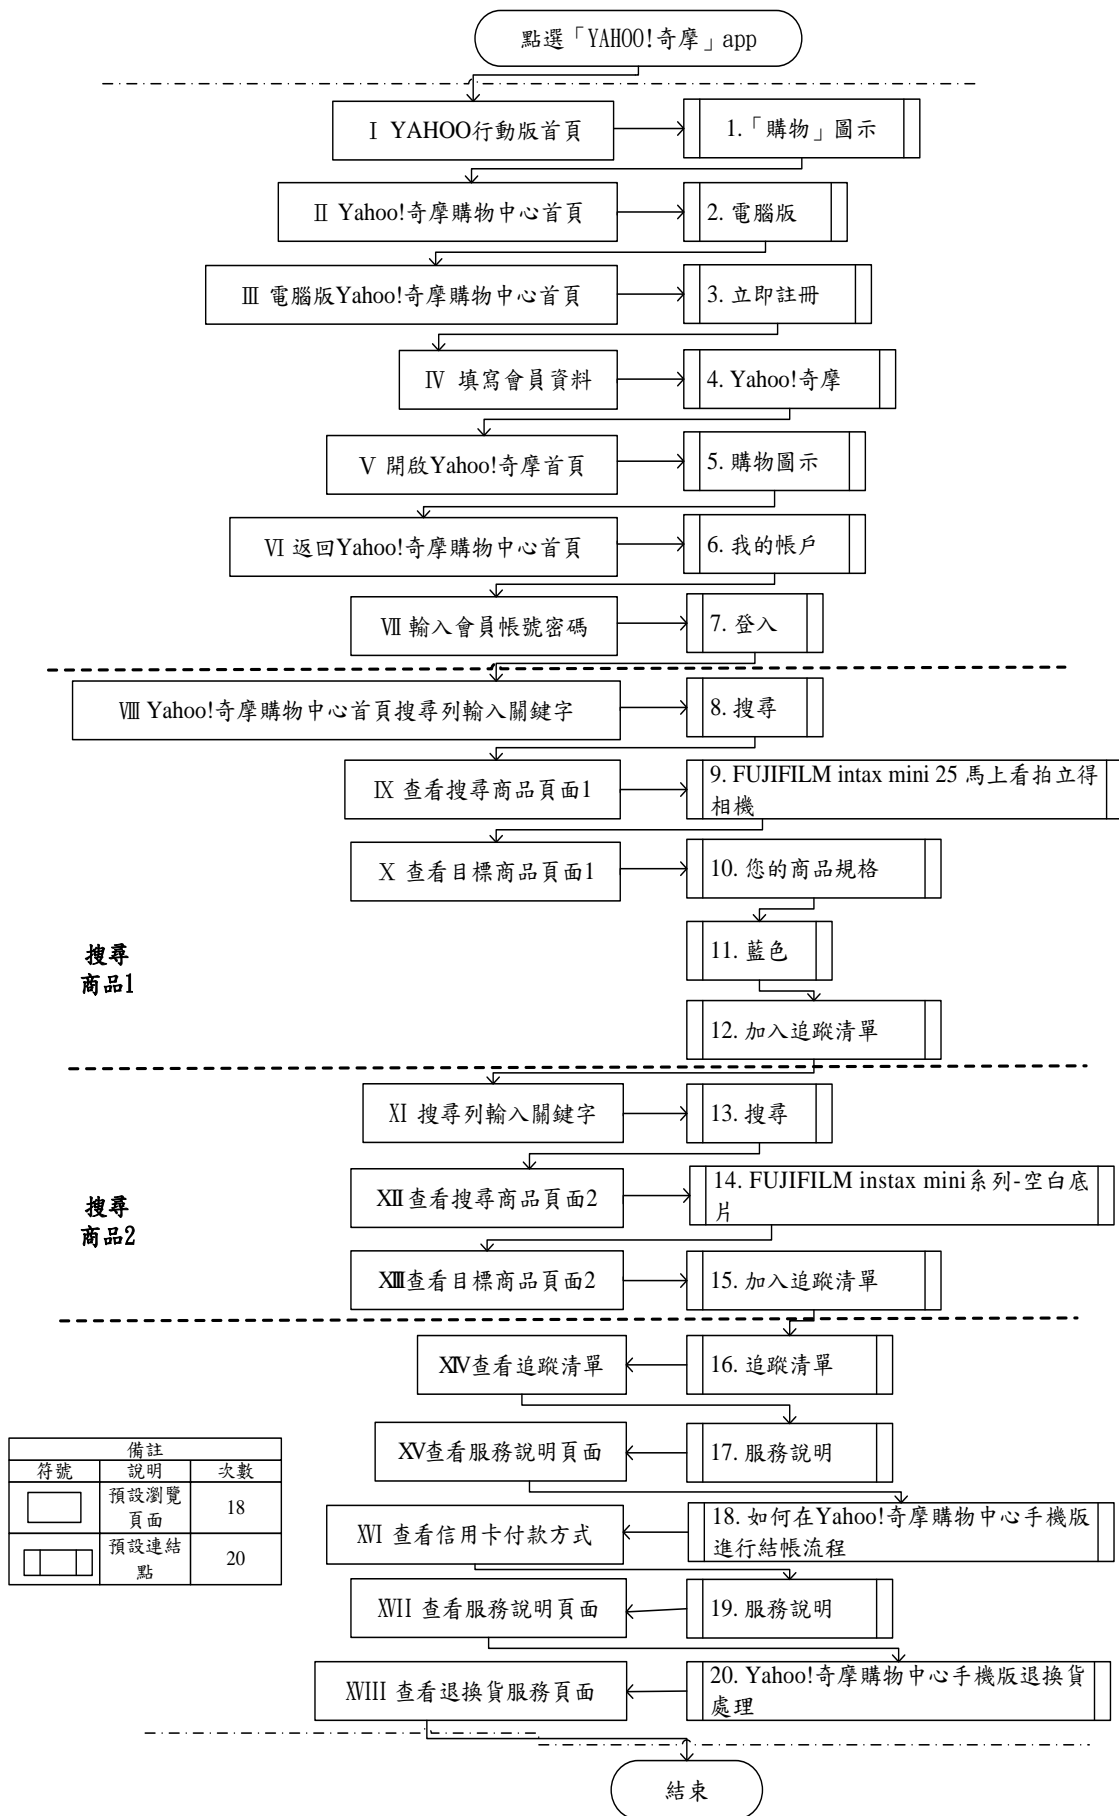 點選「YAHOO!奇摩」app
Ⅰ YAHOO行動版首頁
1.「購物」圖示
Ⅱ Yahoo!奇摩購物中心首頁
2. 電腦版
Ⅲ 電腦版Yahoo!奇摩購物中心首頁
3. 立即註冊
Ⅳ 填寫會員資料
4. Yahoo!奇摩
Ⅴ 開啟Yahoo!奇摩首頁
5. 購物圖示
Ⅵ 返回Yahoo!奇摩購物中心首頁
6. 我的帳戶
Ⅶ 輸入會員帳號密碼
7. 登入
Ⅷ Yahoo!奇摩購物中心首頁搜尋列輸入關鍵字
8. 搜尋
Ⅸ 查看搜尋商品頁面1
9. FUJIFILM intax mini 25 馬上看拍立得
相機
Ⅹ 查看目標商品頁面1
10. 您的商品規格
搜尋
商品1
11. 藍色
12. 加入追蹤清單
XI 搜尋列輸入關鍵字
13. 搜尋
搜尋
商品2
XII 查看搜尋商品頁面2
14. FUJIFILM instax mini系列-空白底
片
XIII查看目標商品頁面2
15. 加入追蹤清單
XIV查看追蹤清單
16. 追蹤清單
XV查看服務說明頁面
17. 服務說明
XVI 查看信用卡付款方式
18. 如何在Yahoo!奇摩購物中心手機版
進行結帳流程
XVII 查看服務說明頁面
19. 服務說明
XVIII 查看退換貨服務頁面
20. Yahoo!奇摩購物中心手機版退換貨
處理
結束
備註
符號 說明 次數
預設瀏覽
頁面 18
預設連結
點 20